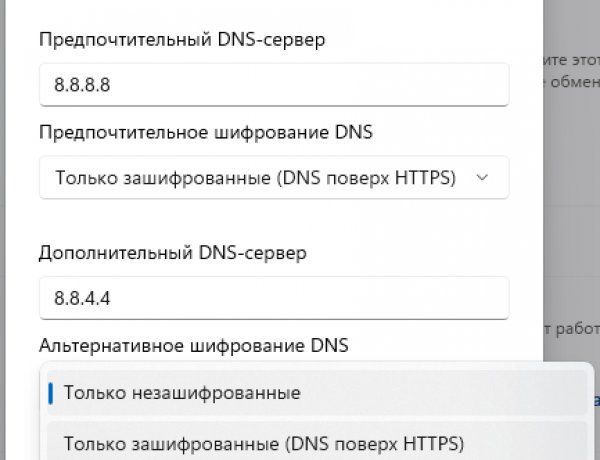 Предпочтительный DNS-сервер
ите этот
8.8.8.8
обмен
Предпочтительное шифрование DNS
Только зашифрованные (DNS поверх HTTPS)
Дополнительный DNS-сервер
8.8.4.4
т работ
Альтернативное шифрование DNS
Только незашифрованные
Только зашифрованные (DNS поверх HTTPS)